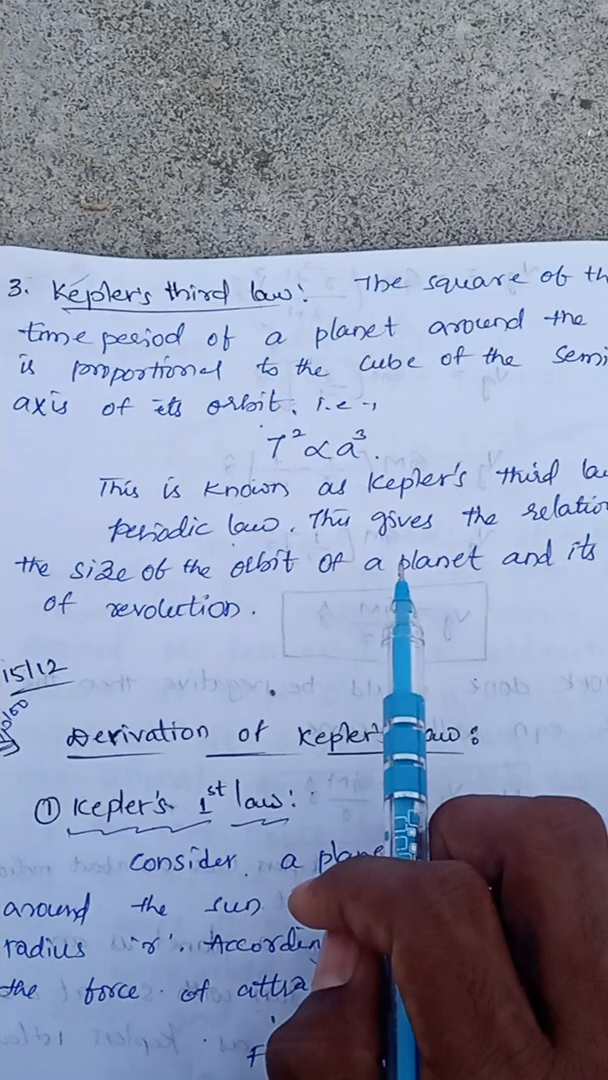 3. Kepler's third law: The square of th
time period of a planet around the
is proportional to the cube of the semi
axis of its orbit. i.e.,
T² ∝ a³.
This is known as Kepler's third la
periodic law. This gives the relatio
the size of the orbit of a planet and its
of revolution.
15/12
Derivation of Kepler's law:
① Kepler's 1st law:
Consider a plane
around the sun
radius 'r'. Accordin
the force of attra
F